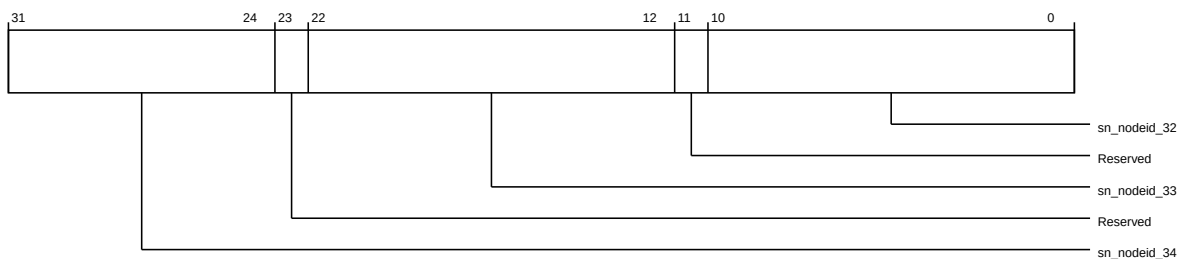 31 24 23 22 12 11 10 0
sn_nodeid_32
Reserved
sn_nodeid_33
Reserved
sn_nodeid_34